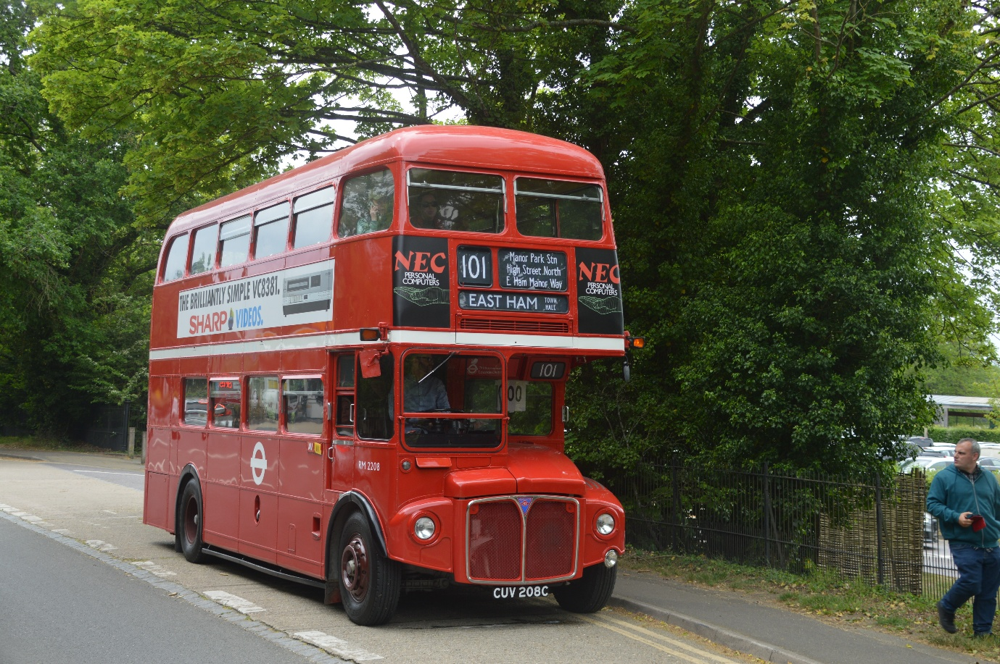 THE BRILLIANTLY SIMPLE VC8381.
SHARP VIDEOS.
NEC
PERSONAL
COMPUTERS
101
Manor Park Stn
High Street North
E Ham Manor Way
EAST HAM TOWN HALL
NEC
PERSONAL
COMPUTERS
101
00
RM 2208
CUV 208C